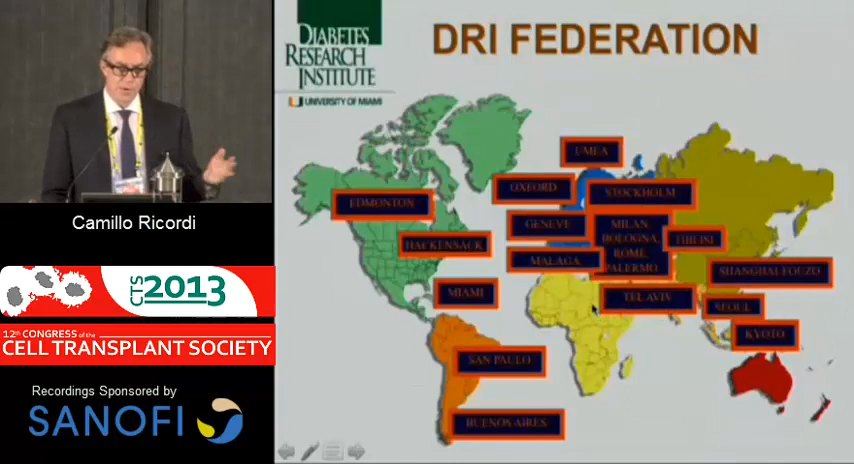 Camillo Ricordi
CTS
2013
12th CONGRESS of the
CELL TRANSPLANT SOCIETY
Recordings Sponsored by
SANOFI
DIABETES
RESEARCH
INSTITUTE
UNIVERSITY OF MIAMI
DRI FEDERATION
UMEA
OXFORD
STOCKHOLM
EDMONTON
GENEVE
MILAN,
BOLOGNA,
ROME,
PALERMO
TBILISI
HACKENSACK
MALAGA
SHANGHAI-FOUZO
MIAMI
TEL AVIV
SEOUL
KYOTO
SAN PAULO
BUENOS AIRES